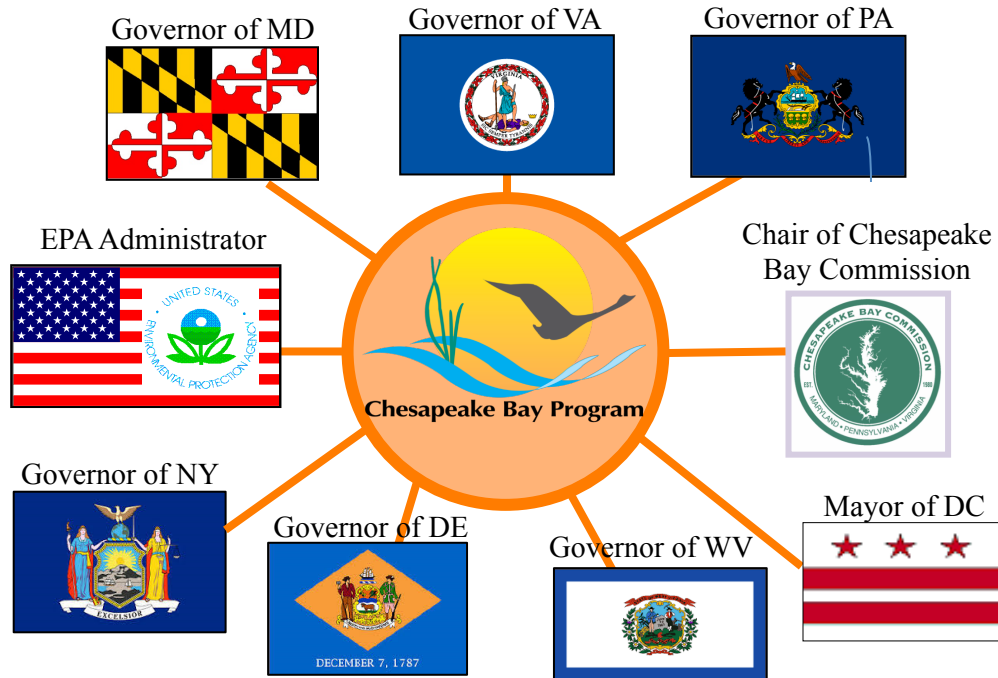 Governor of MD
Governor of VA
Governor of PA
VIRGINIA
SIC SEMPER TYRANNIS
EPA Administrator
UNITED STATES
ENVIRONMENTAL PROTECTION AGENCY
Chair of Chesapeake
Bay Commission
CHESAPEAKE BAY COMMISSION
EST. 1980
MARYLAND • PENNSYLVANIA • VIRGINIA
Chesapeake Bay Program
Governor of NY
EXCELSIOR
Governor of DE
DECEMBER 7, 1787
Governor of WV
Mayor of DC